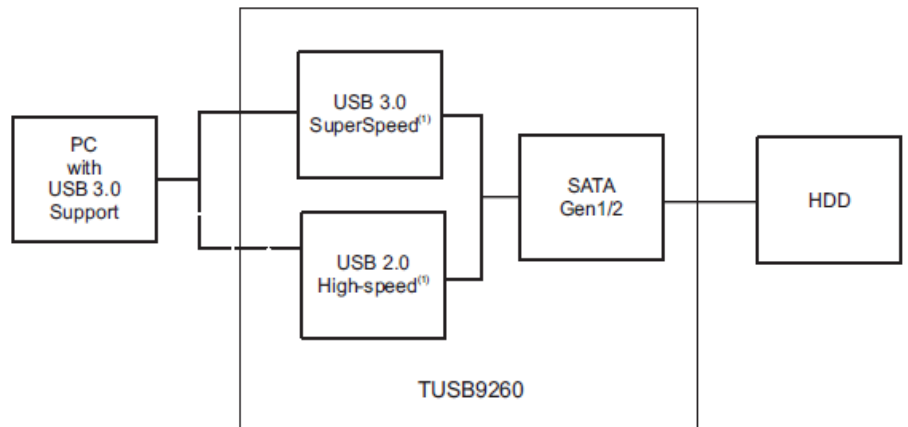 PC
with
USB 3.0
Support
USB 3.0
SuperSpeed(1)
USB 2.0
High-speed(1)
SATA
Gen1/2
HDD
TUSB9260